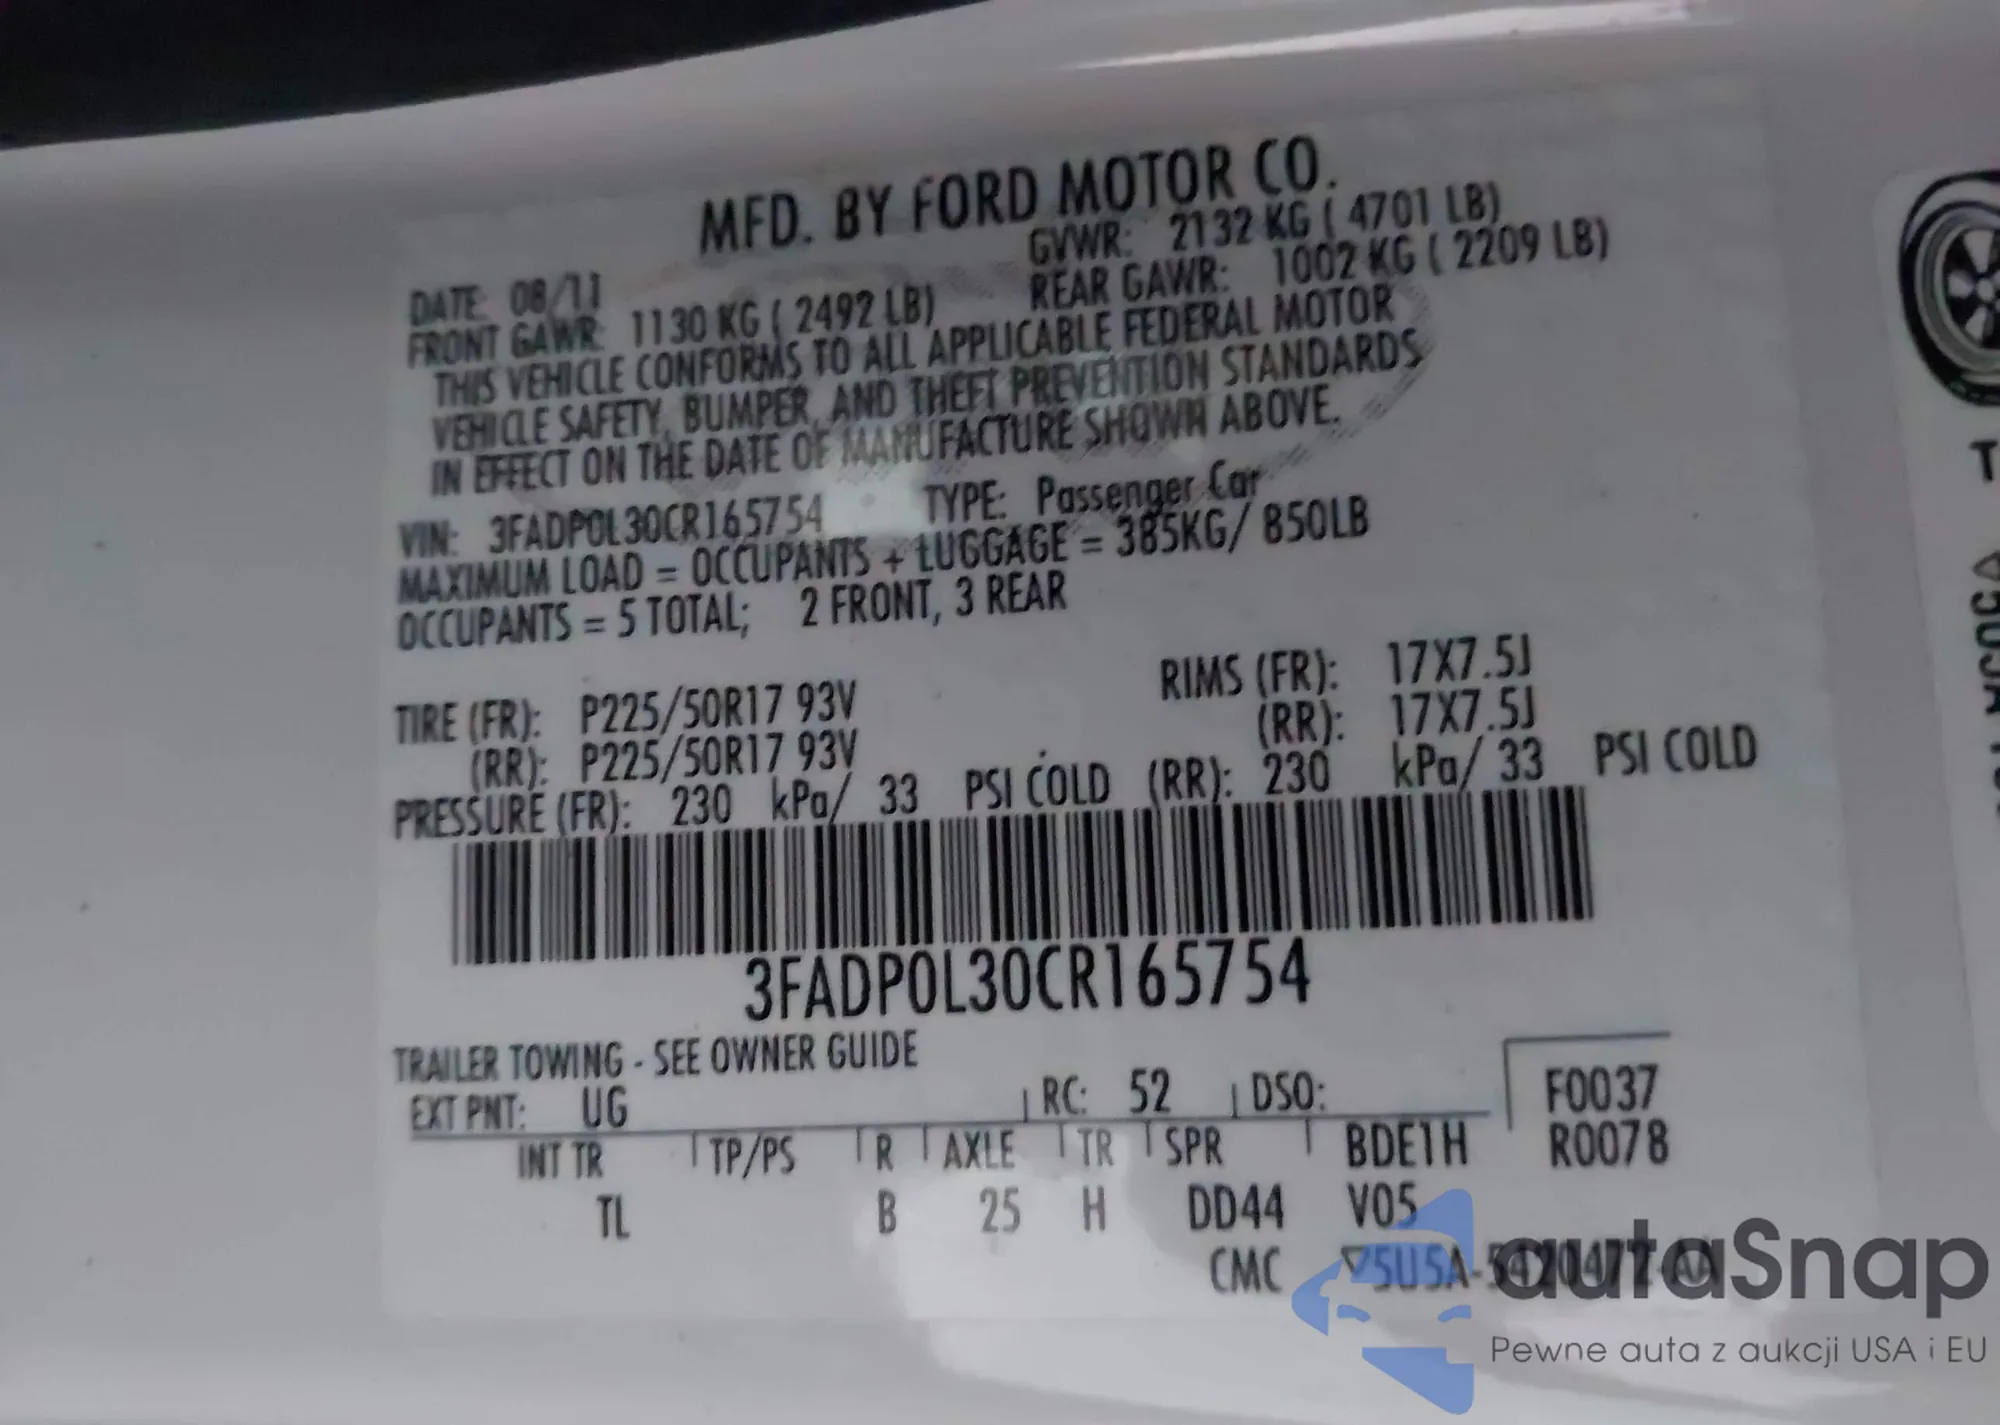 MFD. BY FORD MOTOR CO.
DATE: 08/11 GVWR: 2132 KG ( 4701 LB)
FRONT GAWR: 1130 KG ( 2492 LB) REAR GAWR: 1002 KG ( 2209 LB)
THIS VEHICLE CONFORMS TO ALL APPLICABLE FEDERAL MOTOR
VEHICLE SAFETY, BUMPER, AND THEFT PREVENTION STANDARDS
IN EFFECT ON THE DATE OF MANUFACTURE SHOWN ABOVE.
VIN: 3FADP0L30CR165754 TYPE: Passenger Car
MAXIMUM LOAD = OCCUPANTS + LUGGAGE = 385KG/ 850LB
OCCUPANTS = 5 TOTAL; 2 FRONT, 3 REAR
TIRE (FR): P225/50R17 93V RIMS (FR): 17X7.5J
(RR): P225/50R17 93V (RR): 17X7.5J
PRESSURE (FR): 230 kPa/ 33 PSI COLD (RR): 230 kPa/ 33 PSI COLD
3FADP0L30CR165754
TRAILER TOWING - SEE OWNER GUIDE
EXT PNT: UG RC: 52 DSO: F0037
INT TR TP/PS R AXLE TR SPR BDE1H R0078
TL B 25 H DD44 V05
CMC ▽5U5A-5420472-AA
autaSnap
Pewne auta z aukcji USA i EU
T